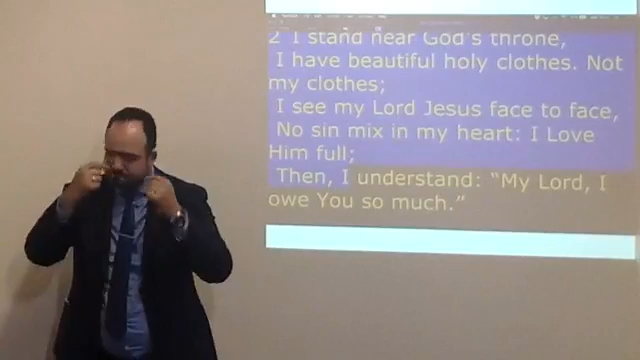 2 I stand near God's throne,
I have beautiful holy clothes. Not
my clothes;
I see my Lord Jesus face to face,
No sin mix in my heart: I Love
Him full;
Then, I understand: “My Lord, I
owe You so much.”